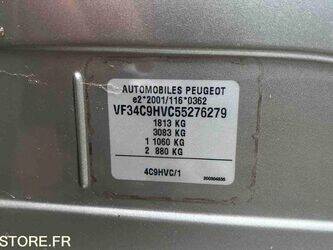 AUTOMOBILES PEUGEOT
e2*2001/116*0362
VF34C9HVC55276279
1813 KG
3083 KG
1 1060 KG
2 880 KG
4C9HVC/1
STORE.FR